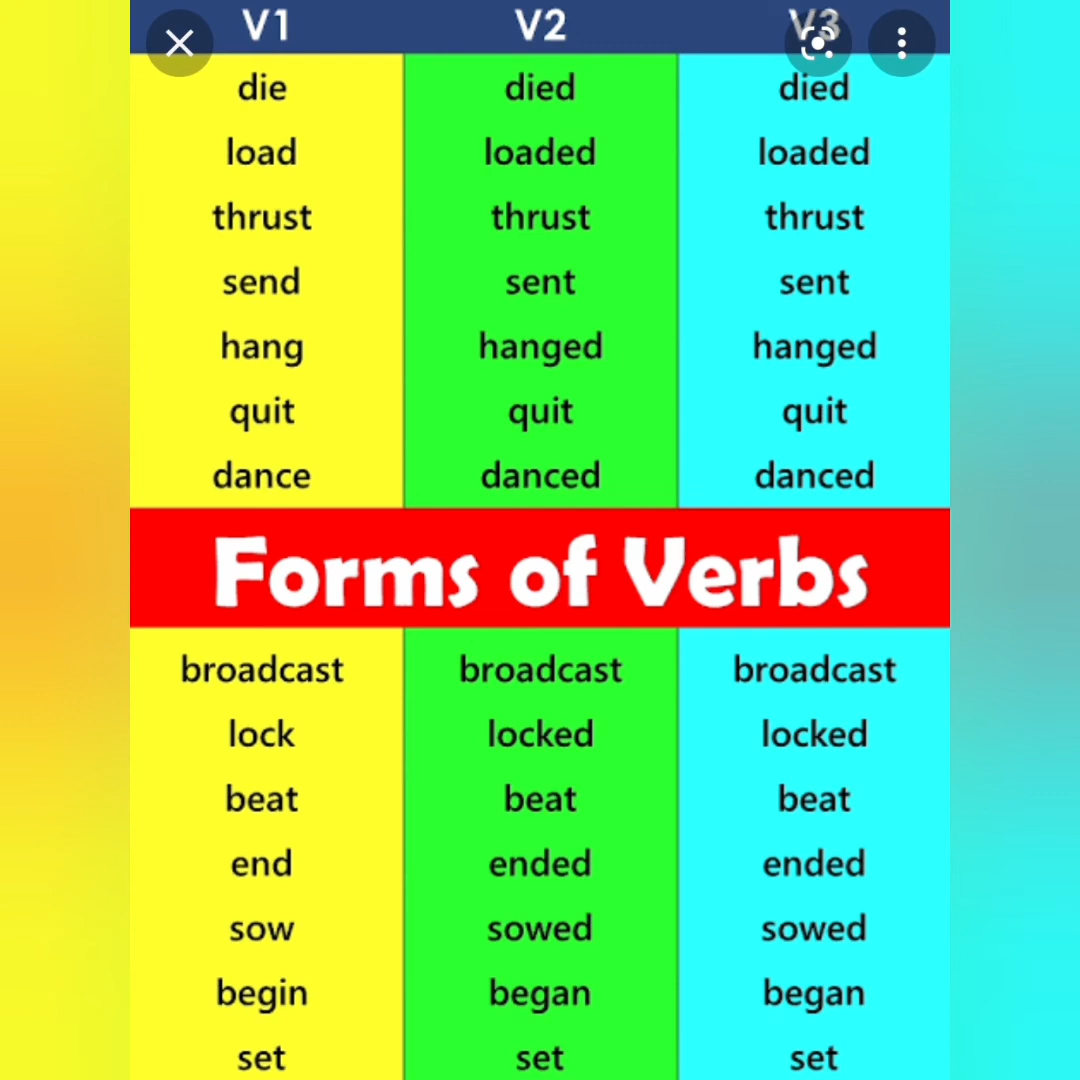 V1 V2 V3
die died died
load loaded loaded
thrust thrust thrust
send sent sent
hang hanged hanged
quit quit quit
dance danced danced
Forms of Verbs
broadcast broadcast broadcast
lock locked locked
beat beat beat
end ended ended
sow sowed sowed
begin began began
set set set